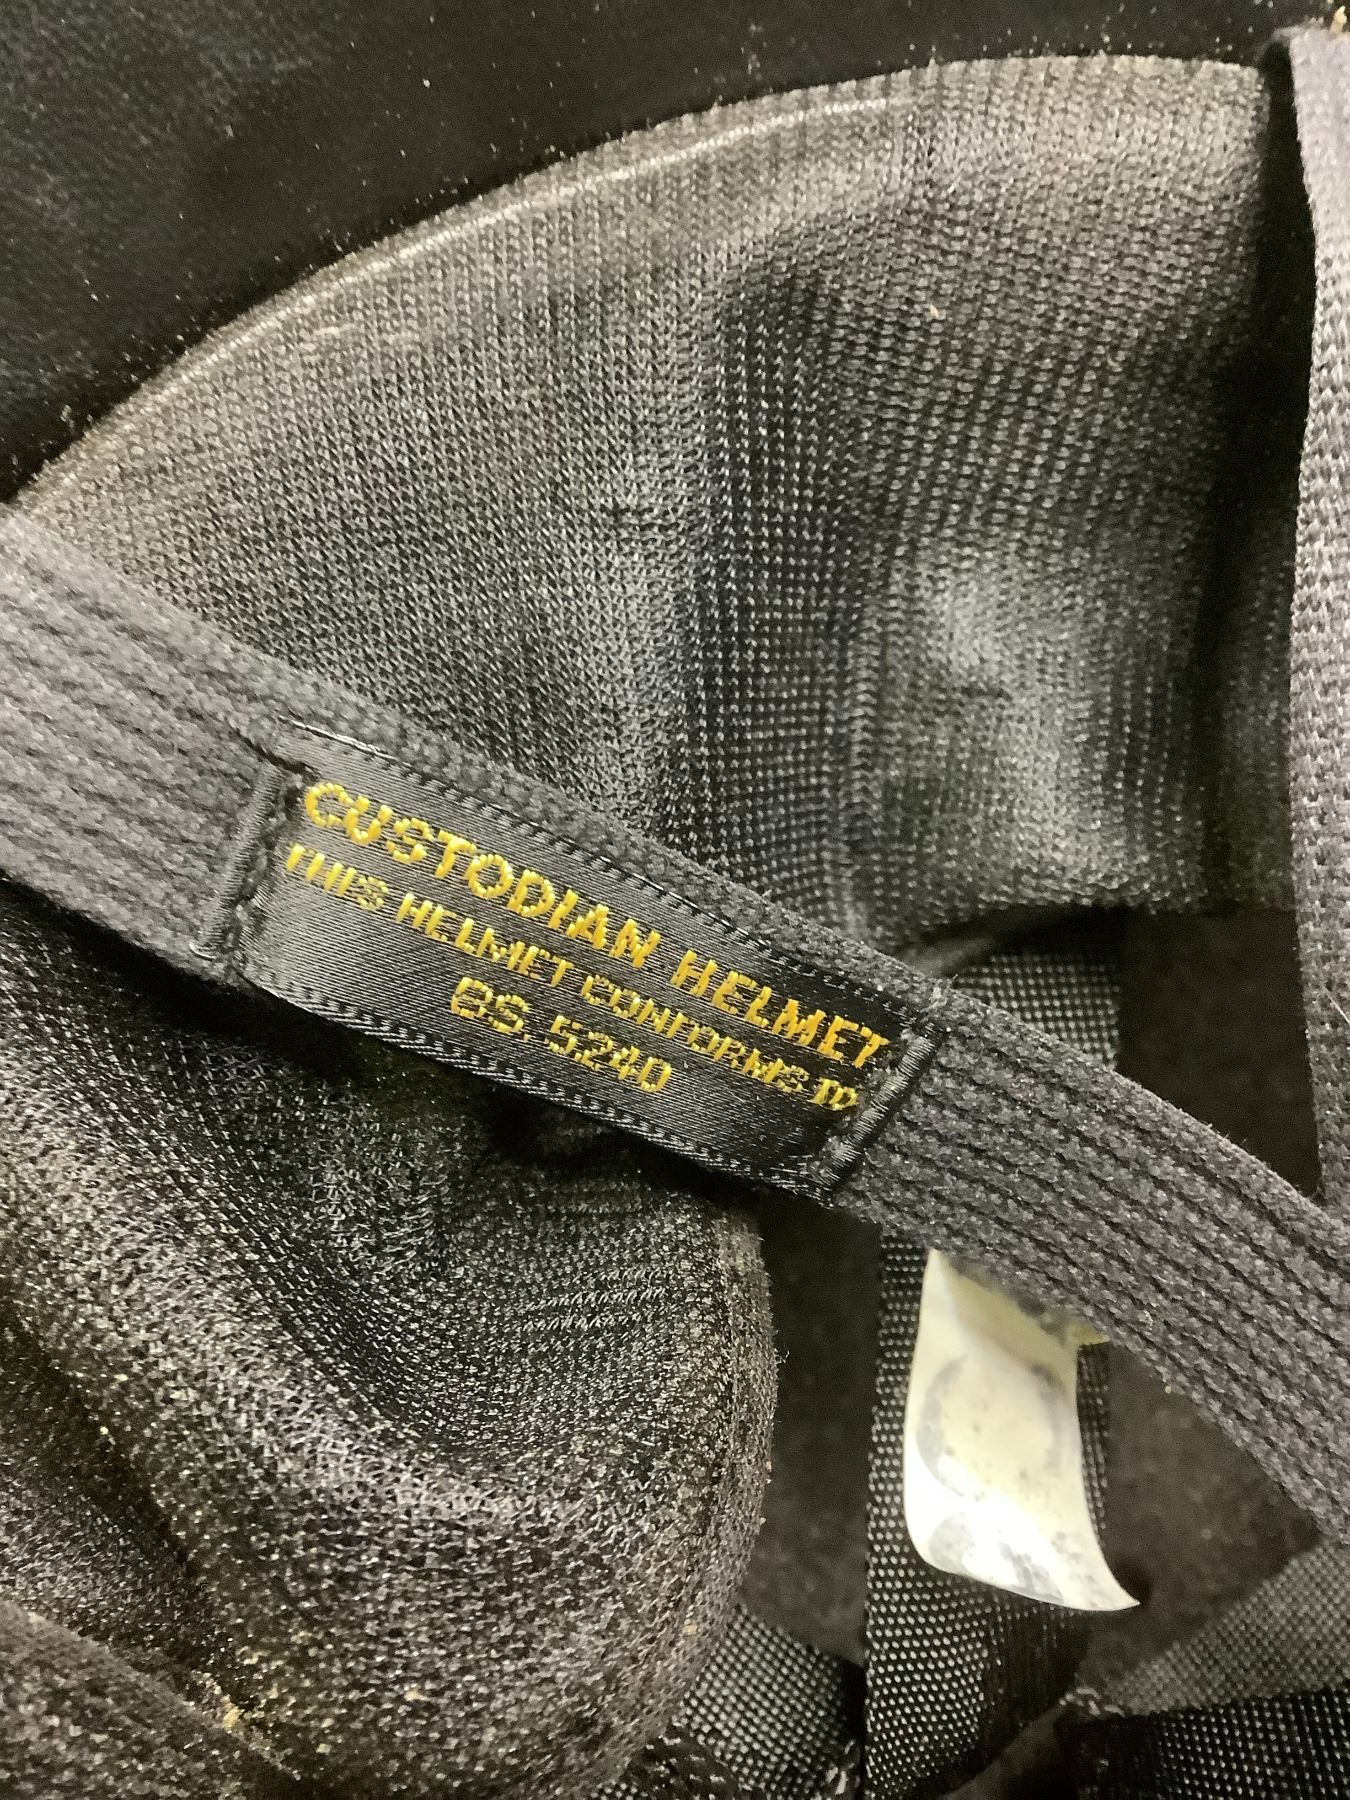 CUSTODIAN HELMET
THIS HELMET CONFORMS TO
BS. 5240